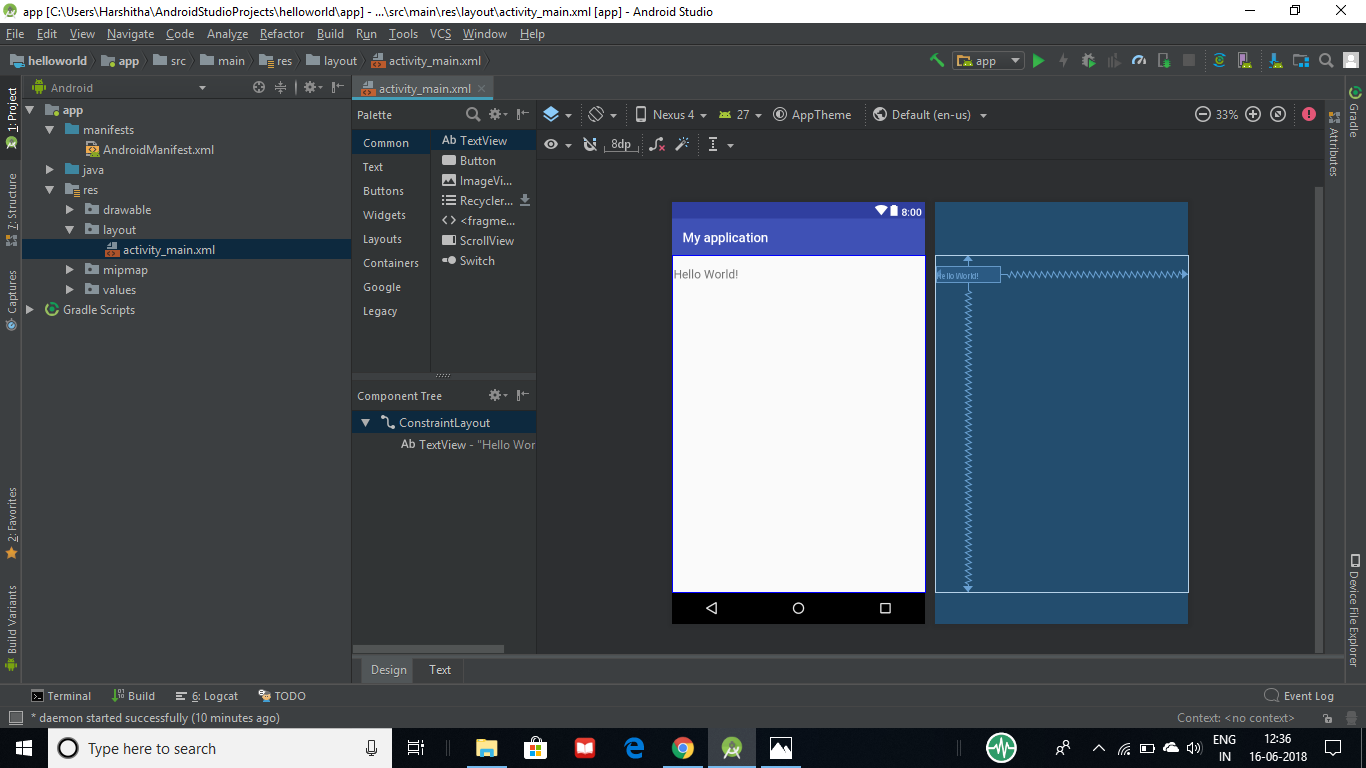 app [C:\Users\Harshitha\AndroidStudioProjects\helloworld\app] - ...\src\main\res\layout\activity_main.xml [app] - Android Studio
File Edit View Navigate Code Analyze Refactor Build Run Tools VCS Window Help
helloworld app src main res layout activity_main.xml app
1: Project
7: Structure
Captures
2: Favorites
Build Variants
Android
app
manifests
AndroidManifest.xml
java
res
drawable
layout
activity_main.xml
mipmap
values
Gradle Scripts
activity_main.xml
Palette
Common
Text
Buttons
Widgets
Layouts
Containers
Google
Legacy
Ab TextView
Button
ImageVi...
Recycler...
<fragme...
ScrollView
Switch
Component Tree
ConstraintLayout
Ab TextView - "Hello Wor
Nexus 4 27 AppTheme Default (en-us) 33%
8dp
8:00
My application
Hello World!
Hello World!
Gradle
Attributes
Device File Explorer
Design Text
Terminal Build 6: Logcat TODO Event Log
* daemon started successfully (10 minutes ago) Context: <no context>
Type here to search
ENG
IN
12:36
16-06-2018